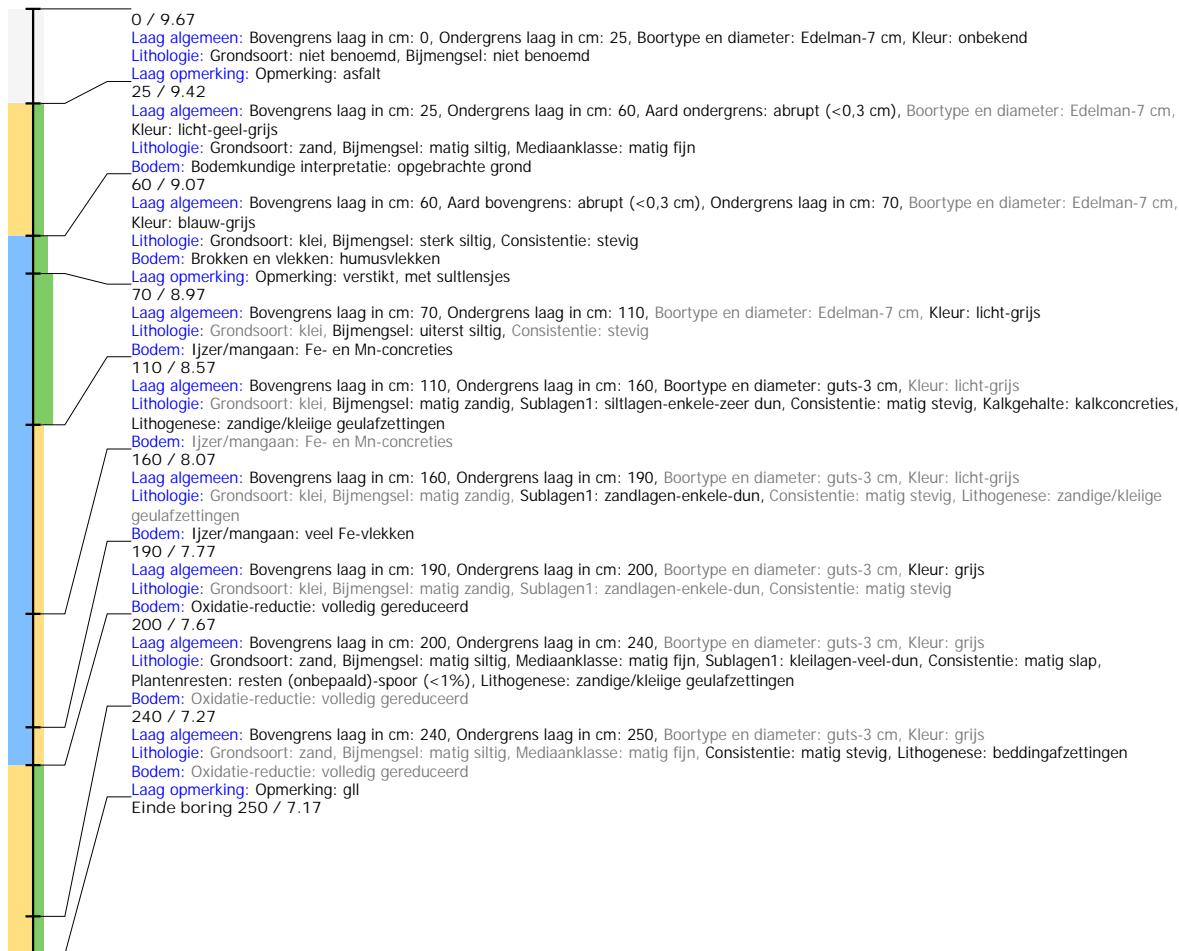 0 / 9.67
Laag algemeen: Bovengrens laag in cm: 0, Ondergrens laag in cm: 25, Boortype en diameter: Edelman-7 cm, Kleur: onbekend
Lithologie: Grondsoort: niet benoemd, Bijmengsel: niet benoemd
Laag opmerking: Opmerking: asfalt
25 / 9.42
Laag algemeen: Bovengrens laag in cm: 25, Ondergrens laag in cm: 60, Aard ondergrens: abrupt (<0,3 cm), Boortype en diameter: Edelman-7 cm,
Kleur: licht-geel-grijs
Lithologie: Grondsoort: zand, Bijmengsel: matig siltig, Mediaanklasse: matig fijn
Bodem: Bodemkundige interpretatie: opgebrachte grond
60 / 9.07
Laag algemeen: Bovengrens laag in cm: 60, Aard bovengrens: abrupt (<0,3 cm), Ondergrens laag in cm: 70, Boortype en diameter: Edelman-7 cm,
Kleur: blauw-grijs
Lithologie: Grondsoort: klei, Bijmengsel: sterk siltig, Consistentie: stevig
Bodem: Brokken en vlekken: humusvlekken
Laag opmerking: Opmerking: verstikt, met sultlensjes
70 / 8.97
Laag algemeen: Bovengrens laag in cm: 70, Ondergrens laag in cm: 110, Boortype en diameter: Edelman-7 cm, Kleur: licht-grijs
Lithologie: Grondsoort: klei, Bijmengsel: uiterst siltig, Consistentie: stevig
Bodem: Ijzer/mangaan: Fe- en Mn-concreties
110 / 8.57
Laag algemeen: Bovengrens laag in cm: 110, Ondergrens laag in cm: 160, Boortype en diameter: guts-3 cm, Kleur: licht-grijs
Lithologie: Grondsoort: klei, Bijmengsel: matig zandig, Sublagen1: siltlagen-enkele-zeer dun, Consistentie: matig stevig, Kalkgehalte: kalkconcreties,
Lithogenese: zandige/kleiige geulafzettingen
Bodem: Ijzer/mangaan: Fe- en Mn-concreties
160 / 8.07
Laag algemeen: Bovengrens laag in cm: 160, Ondergrens laag in cm: 190, Boortype en diameter: guts-3 cm, Kleur: licht-grijs
Lithologie: Grondsoort: klei, Bijmengsel: matig zandig, Sublagen1: zandlagen-enkele-dun, Consistentie: matig stevig, Lithogenese: zandige/kleiige
geulafzettingen
Bodem: Ijzer/mangaan: veel Fe-vlekken
190 / 7.77
Laag algemeen: Bovengrens laag in cm: 190, Ondergrens laag in cm: 200, Boortype en diameter: guts-3 cm, Kleur: grijs
Lithologie: Grondsoort: klei, Bijmengsel: matig zandig, Sublagen1: zandlagen-enkele-dun, Consistentie: matig stevig
Bodem: Oxidatie-reductie: volledig gereduceerd
200 / 7.67
Laag algemeen: Bovengrens laag in cm: 200, Ondergrens laag in cm: 240, Boortype en diameter: guts-3 cm, Kleur: grijs
Lithologie: Grondsoort: zand, Bijmengsel: matig siltig, Mediaanklasse: matig fijn, Sublagen1: kleilagen-veel-dun, Consistentie: matig slap,
Plantenresten: resten (onbepaald)-spoor (<1%), Lithogenese: zandige/kleiige geulafzettingen
Bodem: Oxidatie-reductie: volledig gereduceerd
240 / 7.27
Laag algemeen: Bovengrens laag in cm: 240, Ondergrens laag in cm: 250, Boortype en diameter: guts-3 cm, Kleur: grijs
Lithologie: Grondsoort: zand, Bijmengsel: matig siltig, Mediaanklasse: matig fijn, Consistentie: matig stevig, Lithogenese: beddingafzettingen
Bodem: Oxidatie-reductie: volledig gereduceerd
Laag opmerking: Opmerking: gll
Einde boring 250 / 7.17